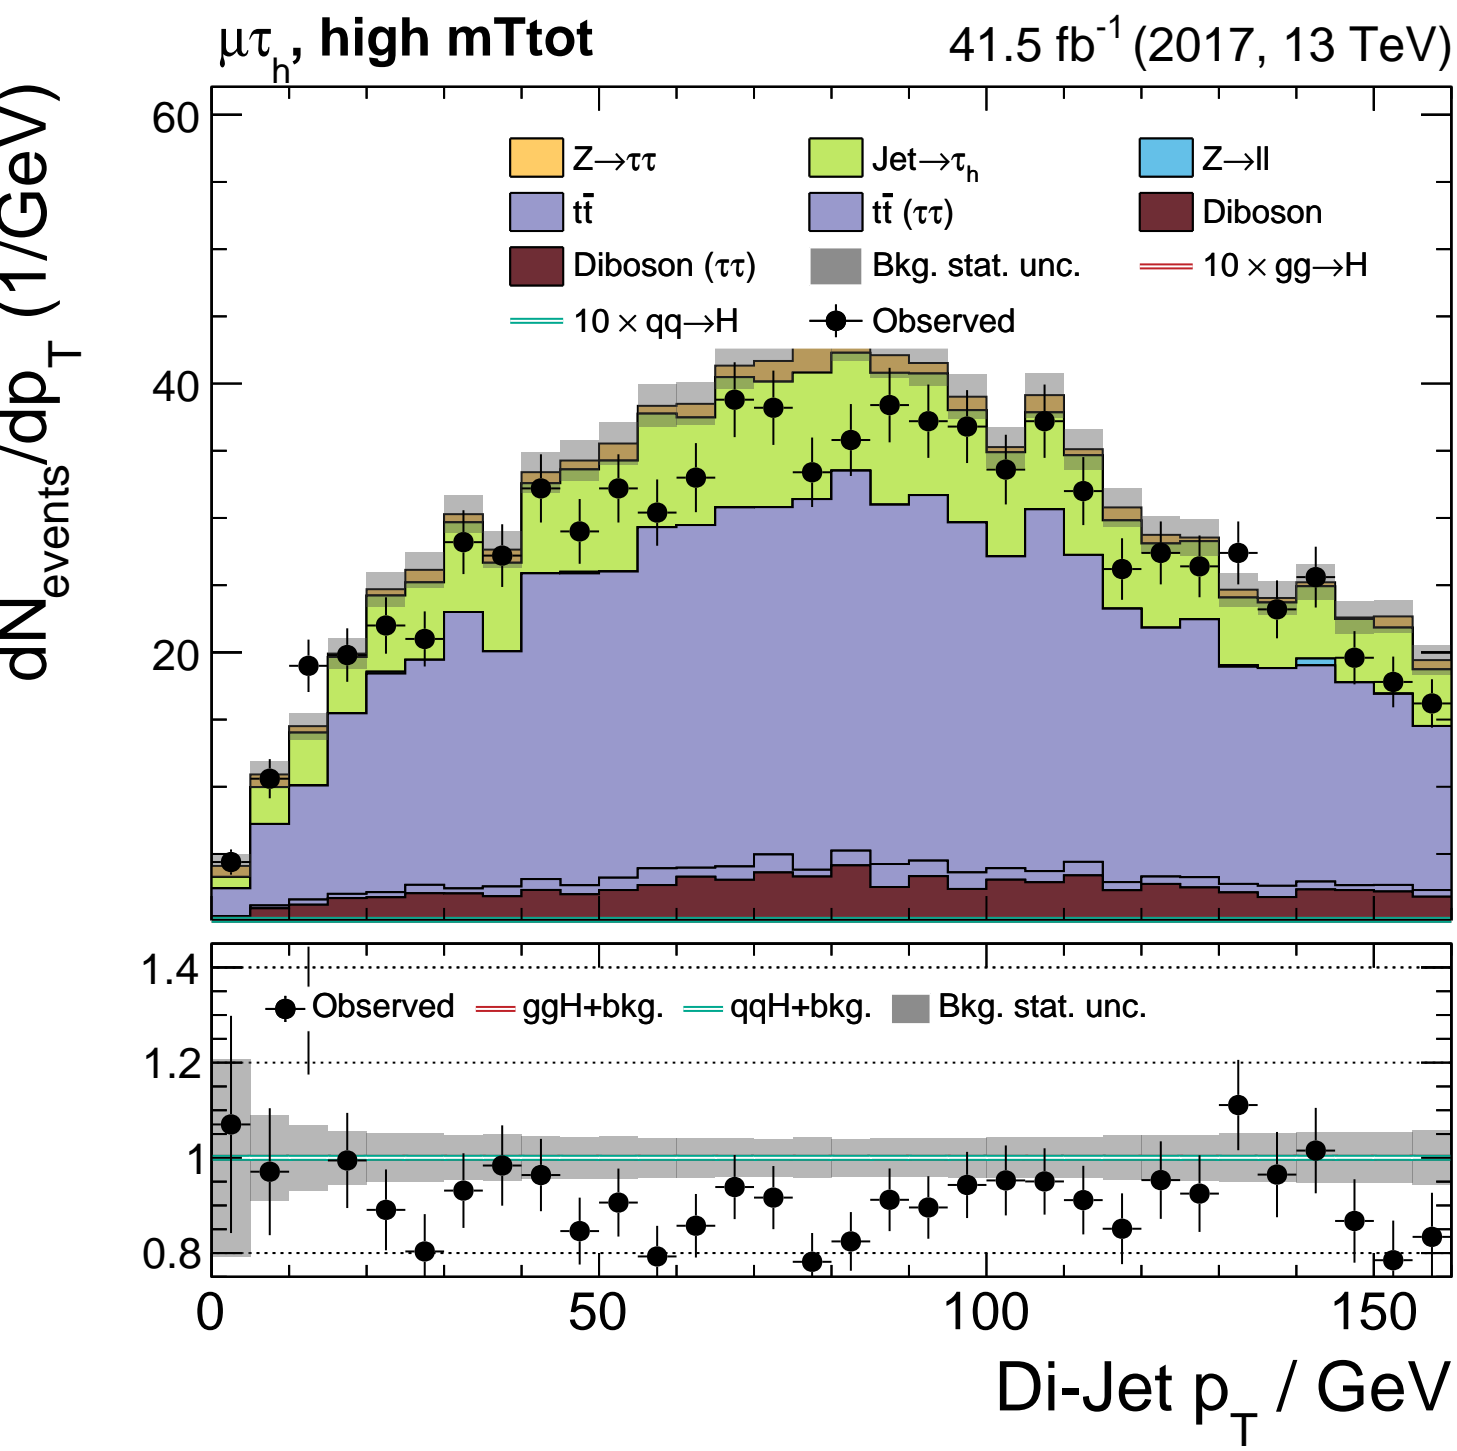 μτh, high mTtot
41.5 fb-1 (2017, 13 TeV)
dNevents/dpT (1/GeV)
60
40
20
Z→ττ Jet→τh Z→ll
tt̄ tt̄ (ττ) Diboson
Diboson (ττ) Bkg. stat. unc. 10 × gg→H
10 × qq→H Observed
1.4
1.2
1
0.8
Observed ggH+bkg. qqH+bkg. Bkg. stat. unc.
0 50 100 150
Di-Jet pT / GeV